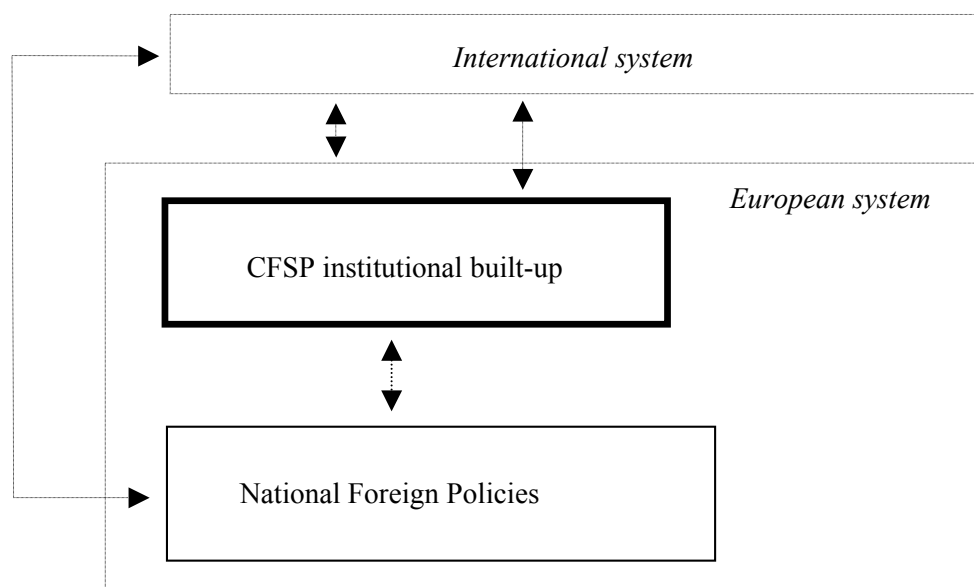 International system
European system
CFSP institutional built-up
National Foreign Policies